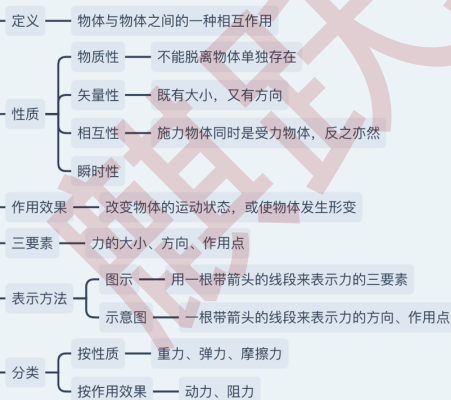 定义 物体与物体之间的一种相互作用
物质性 不能脱离物体单独存在
矢量性 既有大小，又有方向
性质
相互性 施力物体同时是受力物体，反之亦然
瞬时性
作用效果 改变物体的运动状态，或使物体发生形变
三要素 力的大小、方向、作用点
图示 用一根带箭头的线段来表示力的三要素
表示方法
示意图 一根带箭头的线段来表示力的方向、作用点
按性质 重力、弹力、摩擦力
分类
按作用效果 动力、阻力